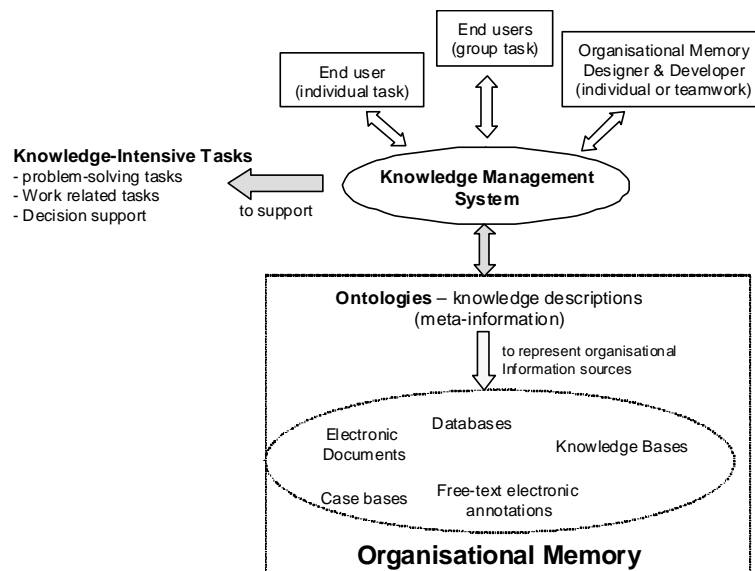 End user
(individual task)
End users
(group task)
Organisational Memory
Designer & Developer
(individual or teamwork)
Knowledge-Intensive Tasks
- problem-solving tasks
- Work related tasks
- Decision support
to support
Knowledge Management
System
Ontologies – knowledge descriptions
(meta-information)
to represent organisational
Information sources
Electronic
Documents
Databases
Knowledge Bases
Case bases
Free-text electronic
annotations
Organisational Memory